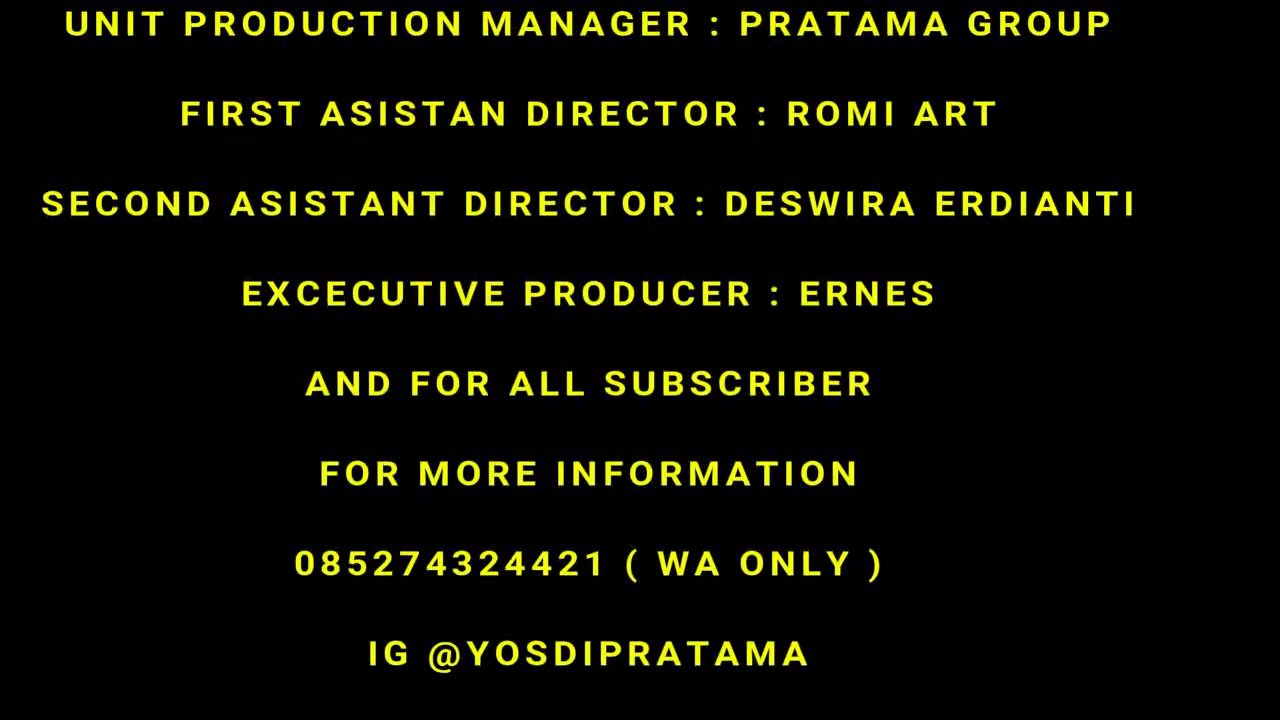 UNIT PRODUCTION MANAGER : PRATAMA GROUP
FIRST ASISTAN DIRECTOR : ROMI ART
SECOND ASISTANT DIRECTOR : DESWIRA ERDIANTI
EXCECUTIVE PRODUCER : ERNES
AND FOR ALL SUBSCRIBER
FOR MORE INFORMATION
085274324421 ( WA ONLY )
IG @YOSDIPRATAMA